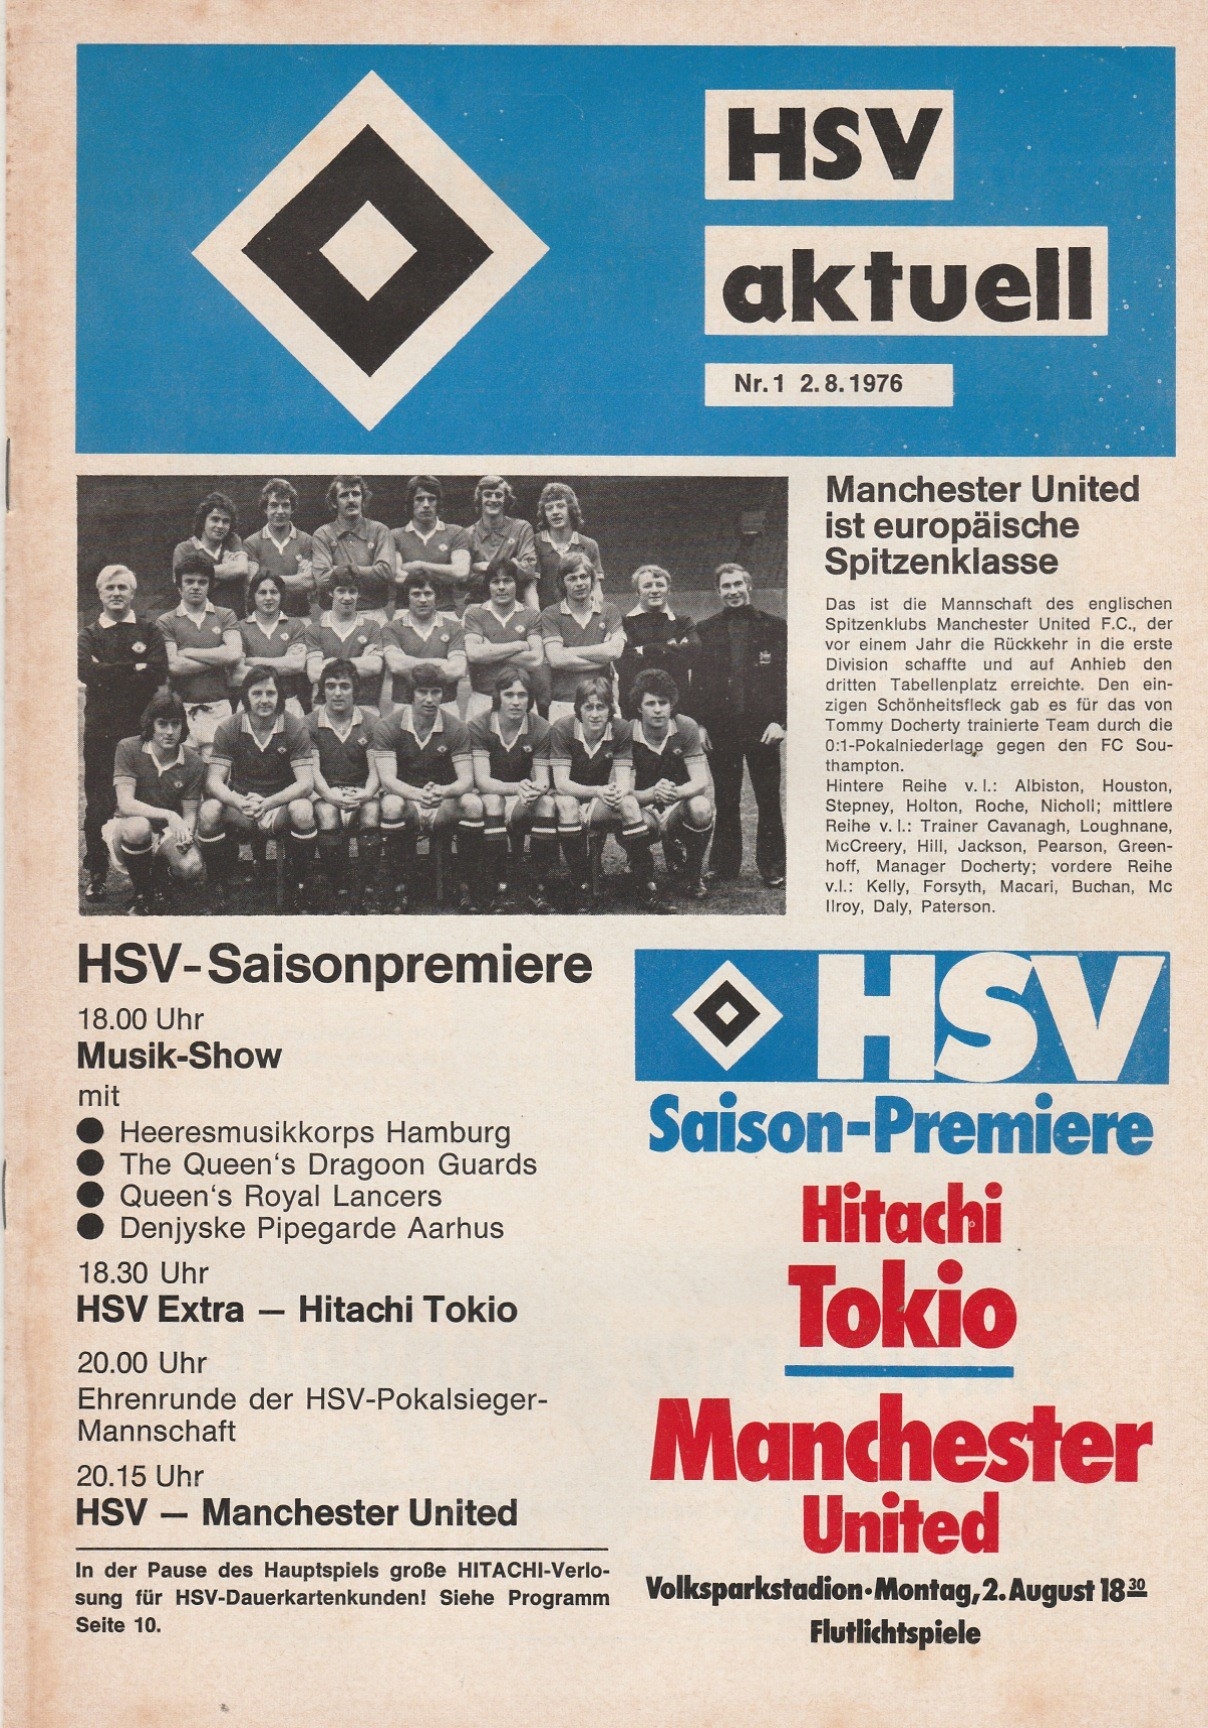 HSV
aktuell
Nr. 1 2. 8. 1976
Manchester United
ist europäische
Spitzenklasse
Das ist die Mannschaft des englischen
Spitzenklubs Manchester United F.C., der
vor einem Jahr die Rückkehr in die erste
Division schaffte und auf Anhieb den
dritten Tabellenplatz erreichte. Den ein-
zigen Schönheitsfleck gab es für das von
Tommy Docherty trainierte Team durch die
0:1-Pokalniederlage gegen den FC Sou-
thampton.
Hintere Reihe v. l.: Albiston, Houston,
Stepney, Holton, Roche, Nicholl; mittlere
Reihe v. l.: Trainer Cavanagh, Loughnane,
McCreery, Hill, Jackson, Pearson, Green-
hoff, Manager Docherty; vordere Reihe
v.l.: Kelly, Forsyth, Macari, Buchan, Mc
Ilroy, Daly, Paterson.
HSV-Saisonpremiere
18.00 Uhr
Musik-Show
mit
● Heeresmusikkorps Hamburg
● The Queen‘s Dragoon Guards
● Queen‘s Royal Lancers
● Denjyske Pipegarde Aarhus
18.30 Uhr
HSV Extra — Hitachi Tokio
20.00 Uhr
Ehrenrunde der HSV-Pokalsieger-
Mannschaft
20.15 Uhr
HSV — Manchester United
In der Pause des Hauptspiels große HITACHI-Verlo-
sung für HSV-Dauerkartenkunden! Siehe Programm
Seite 10.
HSV
Saison-Premiere
Hitachi
Tokio
Manchester
United
Volksparkstadion·Montag, 2. August 18 30
Flutlichtspiele